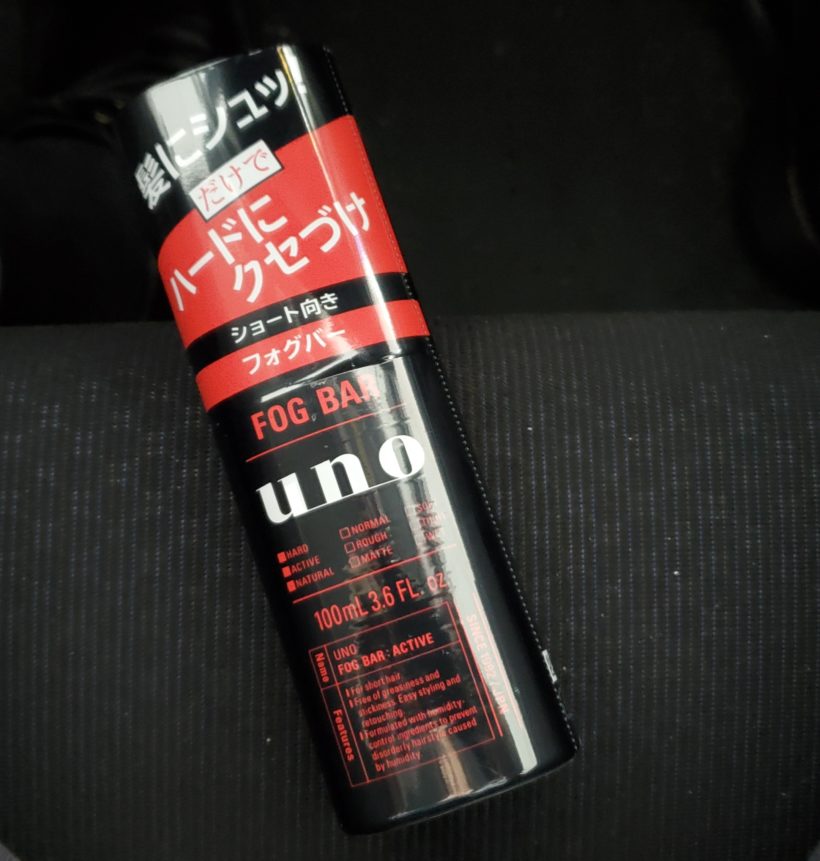 髪にシュッ!
だけで
ハードに
クセづけ
ショート向き
フォグバー
FOG BAR
uno
HARD
ACTIVE
NATURAL
NORMAL
ROUGH
MATTE
100mL 3.6 FL. oz
Name
UNO
FOG BAR : ACTIVE
Features
For short hair.
Free of greasiness and
stickiness. Easy styling and
retouching.
Formulated with humidity-
control ingredients to prevent
disorderly hairstyle caused
by humidity
SINCE 1992